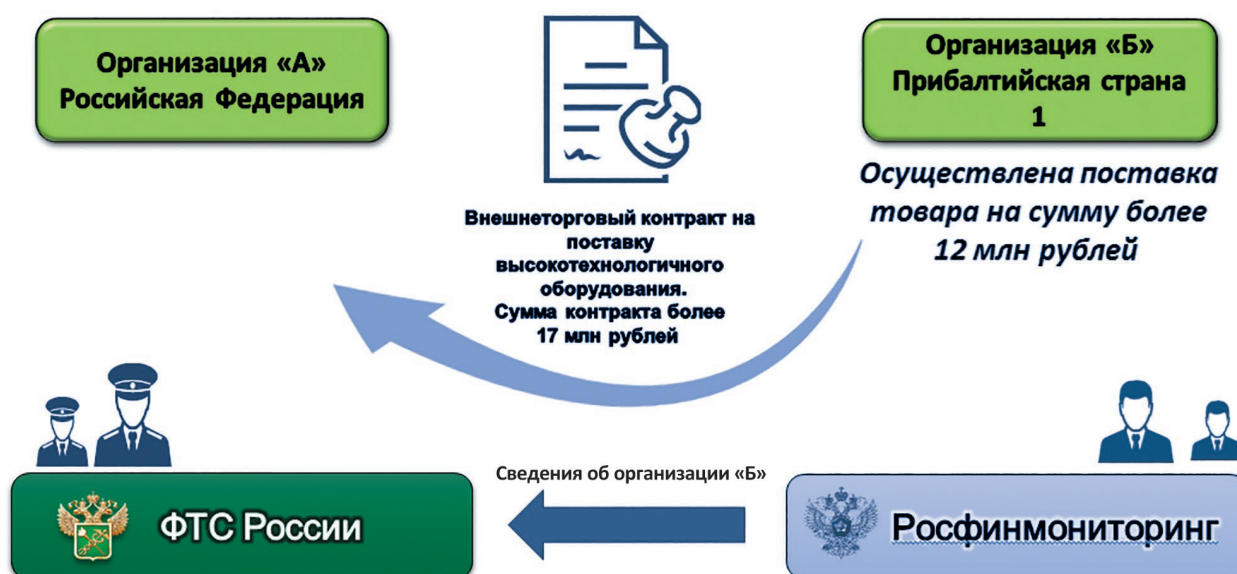 Организация «А»
Российская Федерация
Организация «Б»
Прибалтийская страна
1
Осуществлена поставка
товара на сумму более
12 млн рублей
Внешнеторговый контракт на
поставку
высокотехнологичного
оборудования.
Сумма контракта более
17 млн рублей
Сведения об организации «Б»
ФТС России
Росфинмониторинг